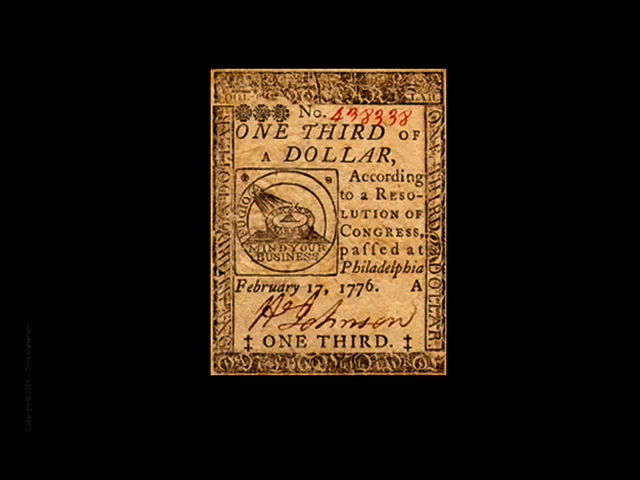 No. 438338
ONE THIRD OF
A DOLLAR,
According
to a RESO-
LUTION OF
CONGRESS,
paſſed at
Philadelphia
February 17, 1776. A
FUGIO
MIND YOUR
BUSINESS
Johnson
‡ ONE THIRD. ‡